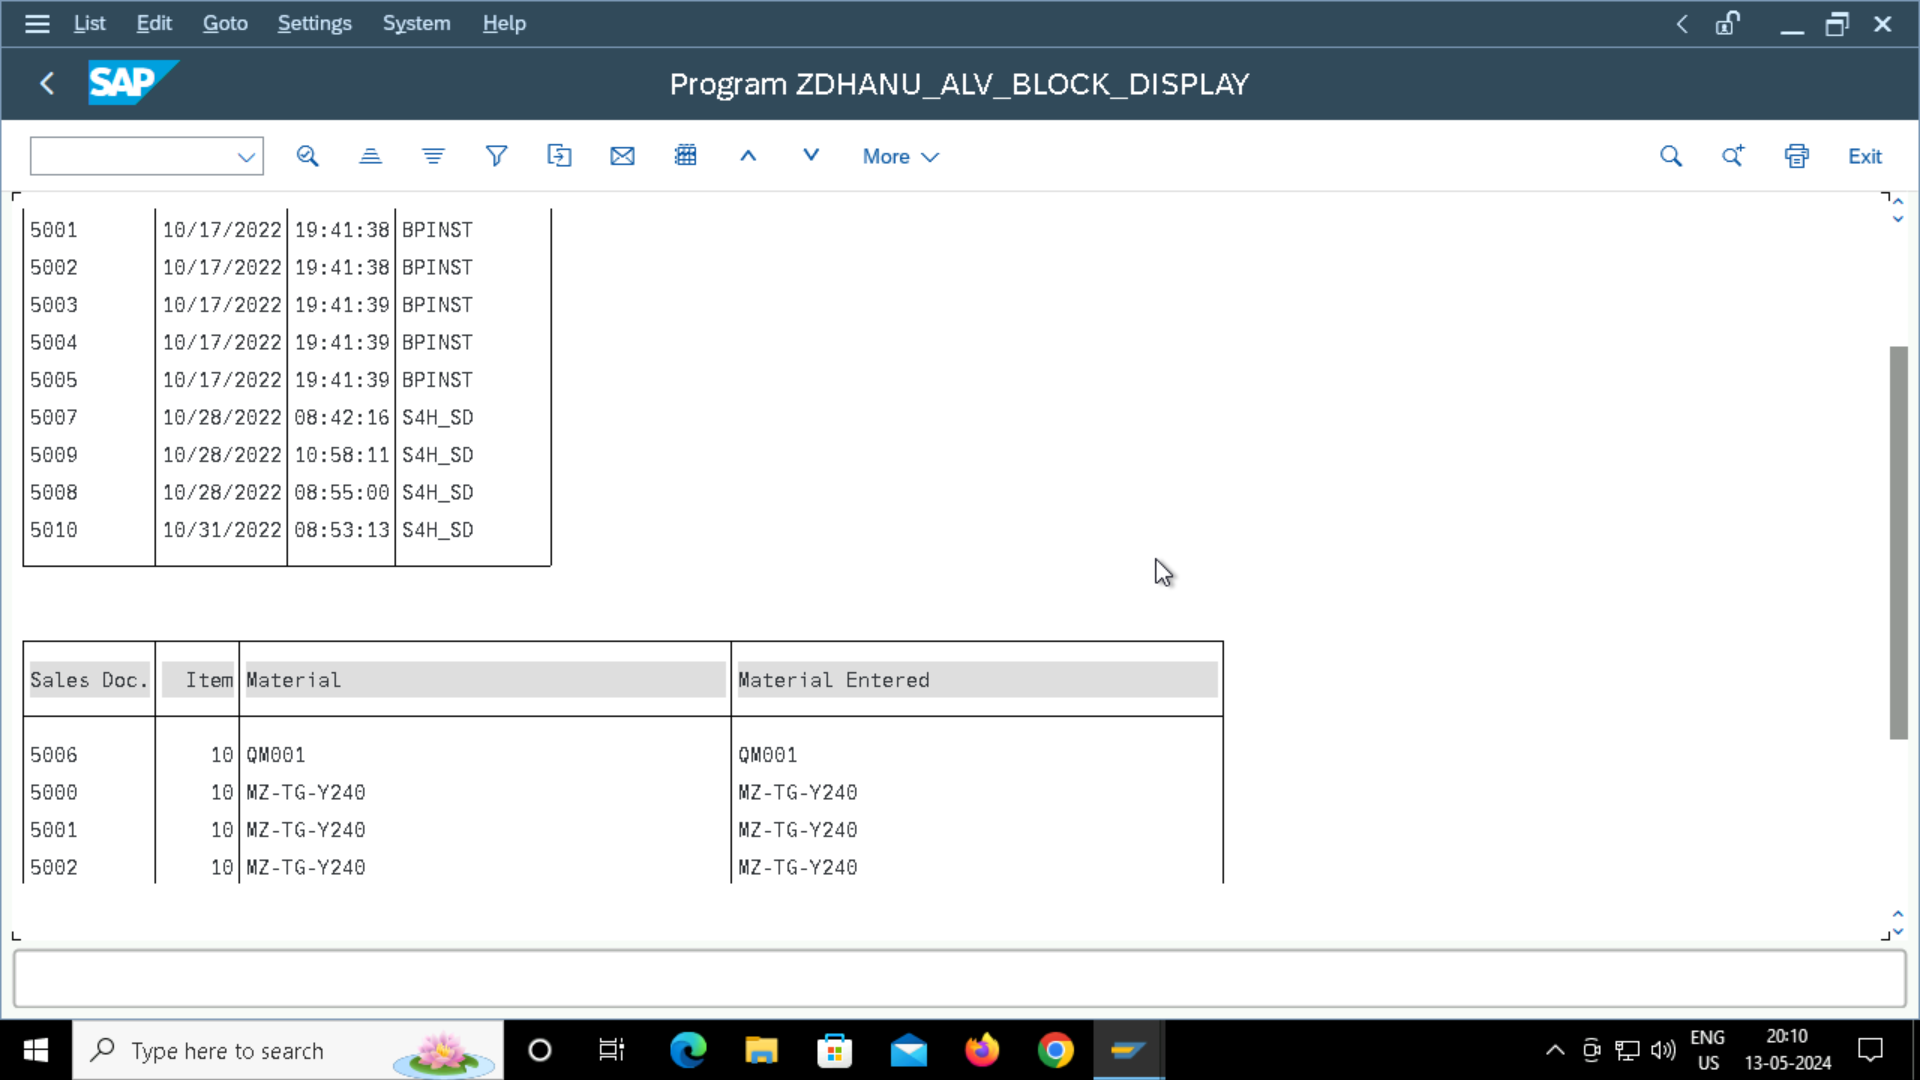 List Edit Goto Settings System Help
SAP Program ZDHANU_ALV_BLOCK_DISPLAY
More Exit
5001 10/17/2022 19:41:38 BPINST
5002 10/17/2022 19:41:38 BPINST
5003 10/17/2022 19:41:39 BPINST
5004 10/17/2022 19:41:39 BPINST
5005 10/17/2022 19:41:39 BPINST
5007 10/28/2022 08:42:16 S4H_SD
5009 10/28/2022 10:58:11 S4H_SD
5008 10/28/2022 08:55:00 S4H_SD
5010 10/31/2022 08:53:13 S4H_SD
Sales Doc. Item Material Material Entered
5006 10 QM001 QM001
5000 10 MZ-TG-Y240 MZ-TG-Y240
5001 10 MZ-TG-Y240 MZ-TG-Y240
5002 10 MZ-TG-Y240 MZ-TG-Y240
Type here to search
ENG 20:10
US 13-05-2024